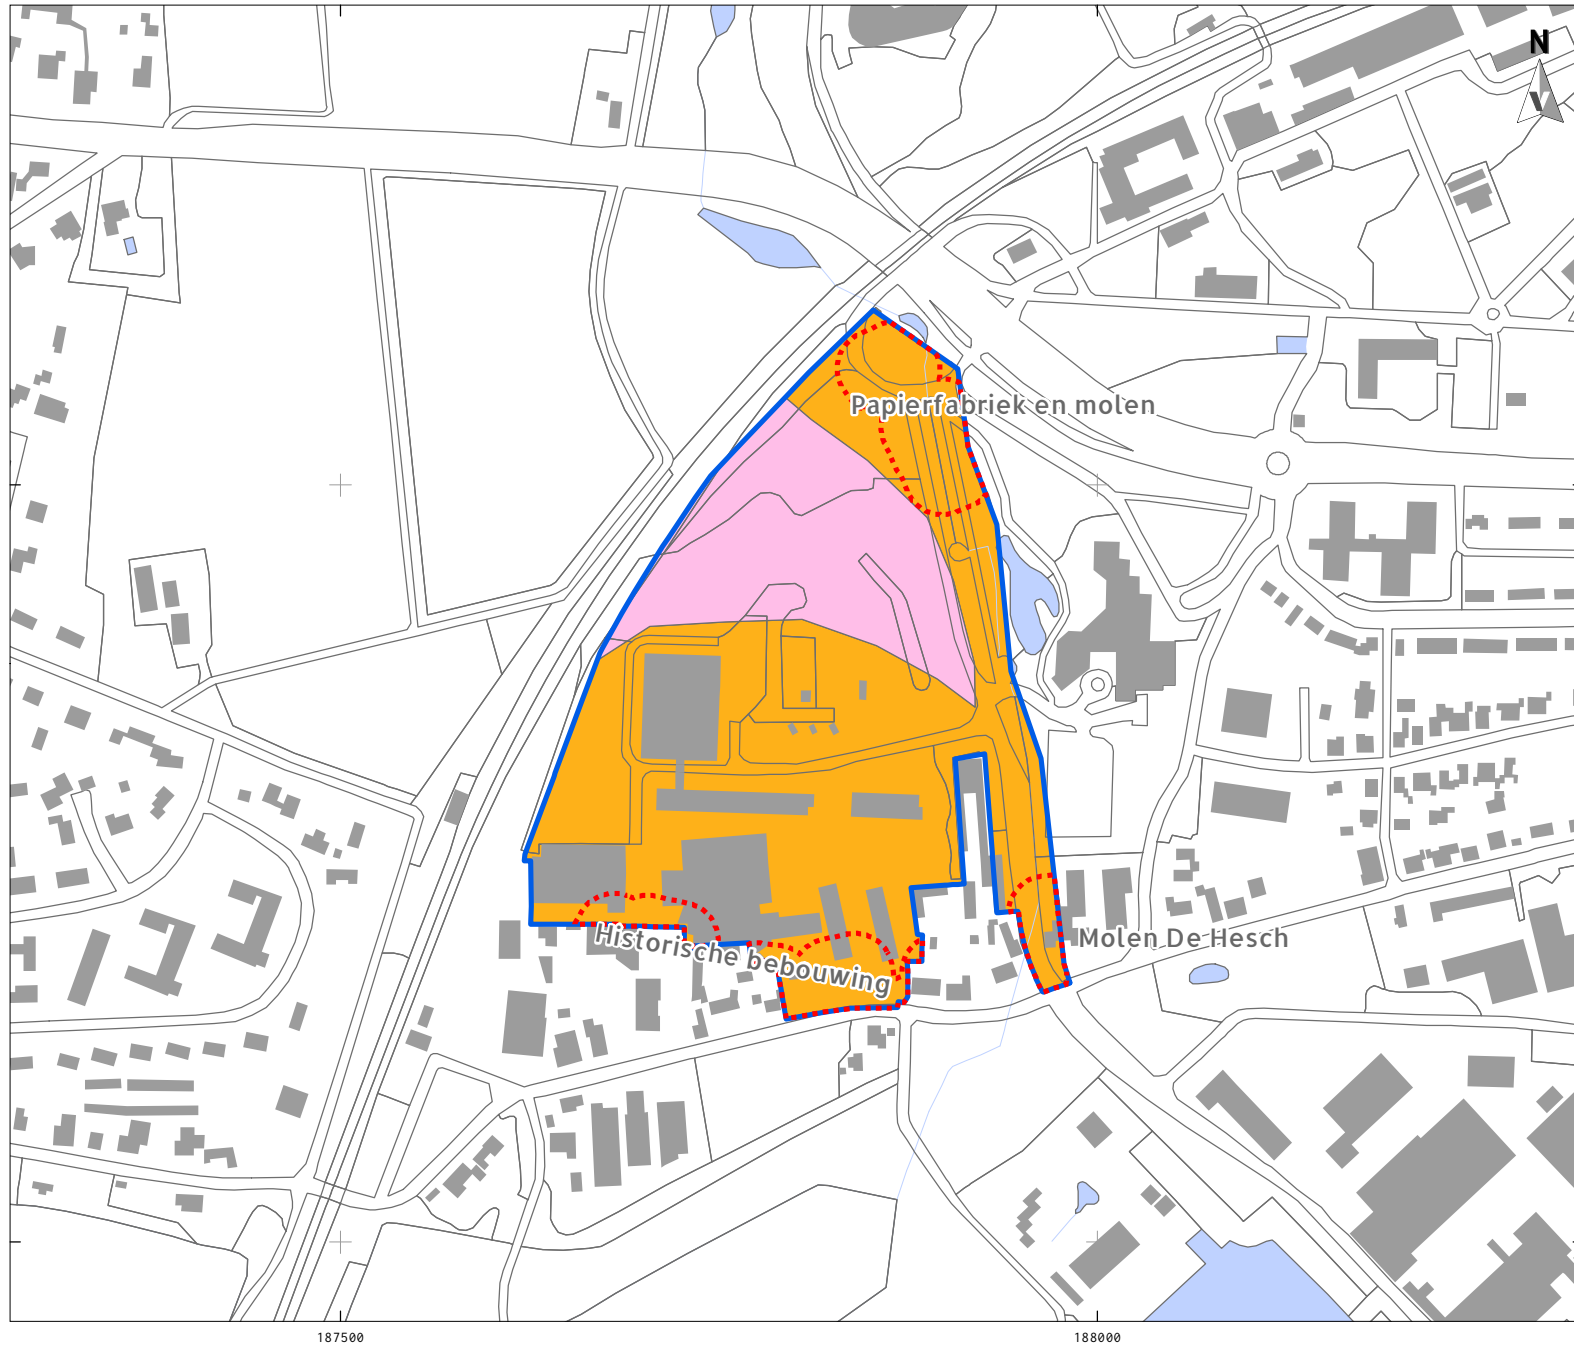 N
Papierfabriek en molen
Historische bebouwing
Molen De Hesch
187500
188000